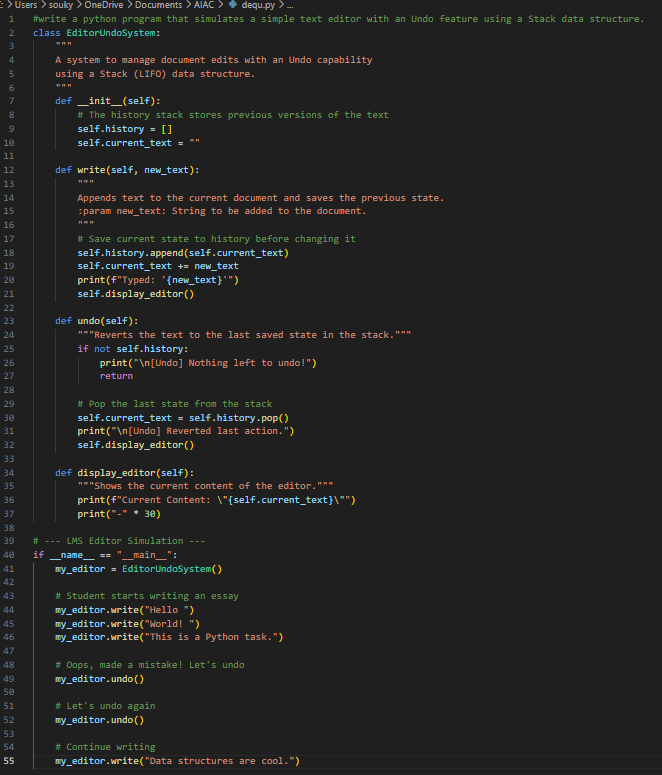 : > Users > souky > OneDrive > Documents > AIAC > dequ.py > ...
1 #write a python program that simulates a simple text editor with an Undo feature using a Stack data structure.
2 class EditorUndoSystem:
3     """
4     A system to manage document edits with an Undo capability
5     using a Stack (LIFO) data structure.
6     """
7     def __init__(self):
8         # The history stack stores previous versions of the text
9         self.history = []
10         self.current_text = ""
11
12     def write(self, new_text):
13         """
14         Appends text to the current document and saves the previous state.
15         :param new_text: String to be added to the document.
16         """
17         # Save current state to history before changing it
18         self.history.append(self.current_text)
19         self.current_text += new_text
20         print(f"Typed: '{new_text}'")
21         self.display_editor()
22
23     def undo(self):
24         """Reverts the text to the last saved state in the stack."""
25         if not self.history:
26             print("\n[Undo] Nothing left to undo!")
27             return
28
29         # Pop the last state from the stack
30         self.current_text = self.history.pop()
31         print("\n[Undo] Reverted last action.")
32         self.display_editor()
33
34     def display_editor(self):
35         """Shows the current content of the editor."""
36         print(f"Current Content: \"{self.current_text}\"")
37         print("-" * 30)
38
39 # --- LMS Editor Simulation ---
40 if __name__ == "__main__":
41     my_editor = EditorUndoSystem()
42
43     # Student starts writing an essay
44     my_editor.write("Hello ")
45     my_editor.write("World! ")
46     my_editor.write("This is a Python task.")
47
48     # Oops, made a mistake! Let's undo
49     my_editor.undo()
50
51     # Let's undo again
52     my_editor.undo()
53
54     # Continue writing
55     my_editor.write("Data structures are cool.")